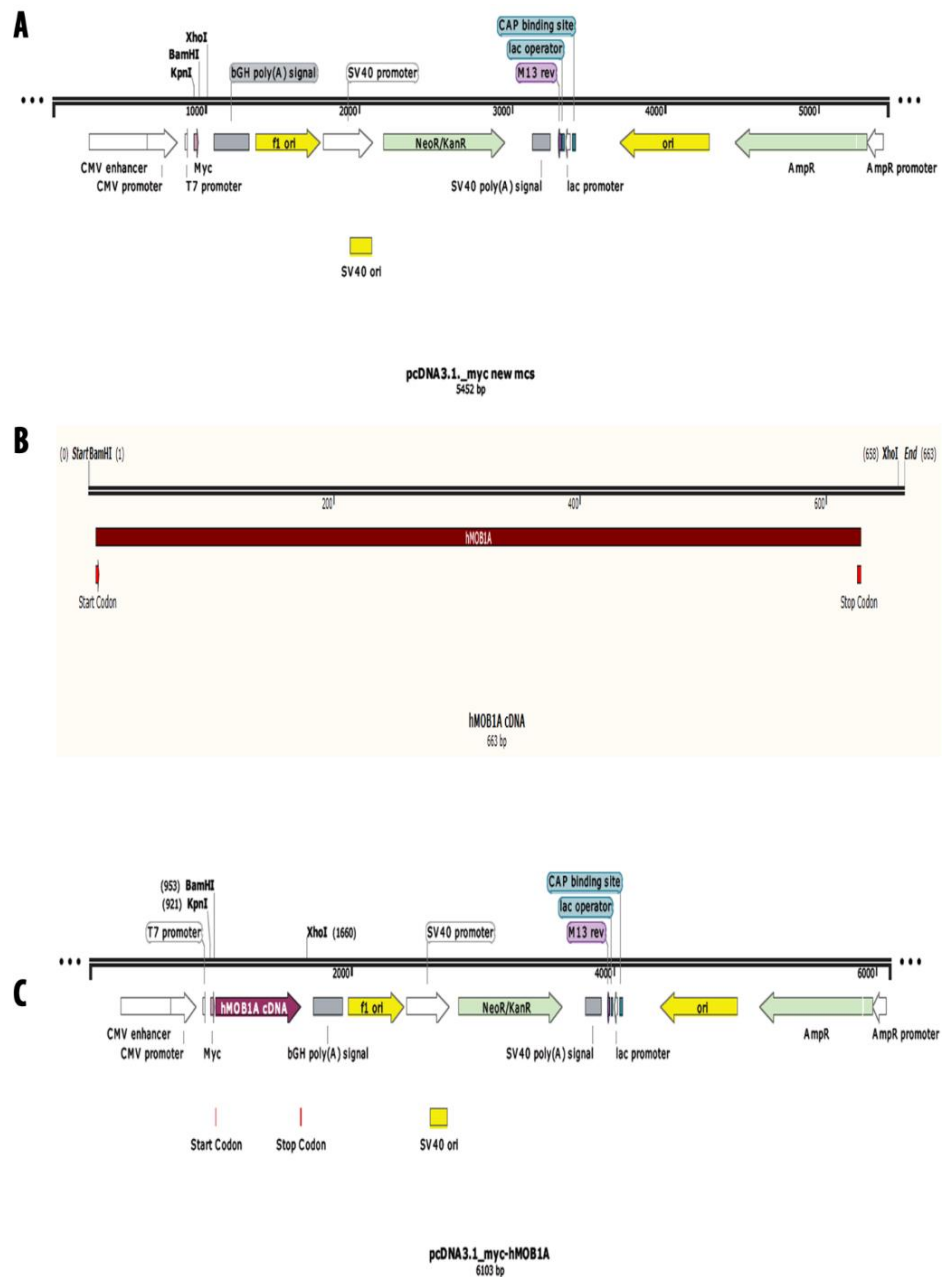 A
CAP binding site
XhoI
lac operator
BamHI
KpnI
bGH poly(A) signal
SV40 promoter
M13 rev
1000 2000 3000 4000 5000
f1 ori
NeoR/KanR
ori
CMV enhancer
Myc
AmpR
AmpR promoter
CMV promoter
T7 promoter
SV40 poly(A) signal
lac promoter
SV40 ori
pcDNA3.1._myc new mcs
5452 bp
B
(0) Start BamHI (1)
(658) XhoI End (663)
200 400 600
hMOB1A
Start Codon
Stop Codon
hMOB1A cDNA
663 bp
CAP binding site
(953) BamHI
(921) KpnI
lac operator
T7 promoter
XhoI (1660)
SV40 promoter
M13 rev
2000 4000 6000
C
hMOB1A cDNA
f1 ori
NeoR/KanR
ori
CMV enhancer
AmpR
AmpR promoter
CMV promoter
Myc
bGH poly(A) signal
SV40 poly(A) signal
lac promoter
Start Codon
Stop Codon
SV40 ori
pcDNA3.1_myc-hMOB1A
6103 bp